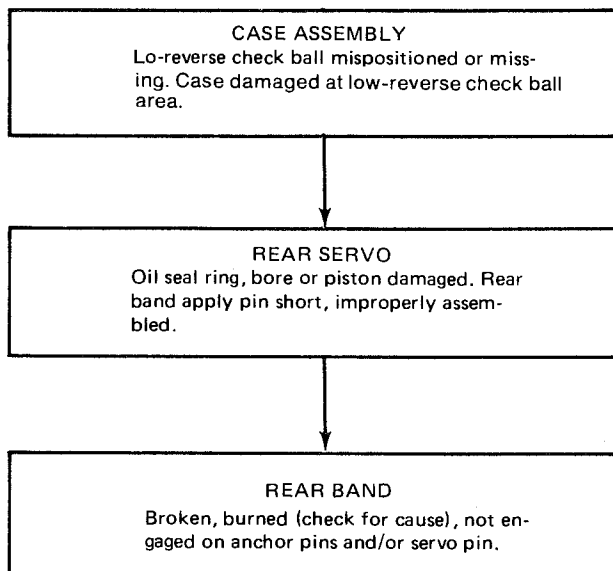 CASE ASSEMBLY
Lo-reverse check ball mispositioned or miss-
ing. Case damaged at low-reverse check ball
area.
REAR SERVO
Oil seal ring, bore or piston damaged. Rear
band apply pin short, improperly assem-
bled.
REAR BAND
Broken, burned (check for cause), not en-
gaged on anchor pins and/or servo pin.